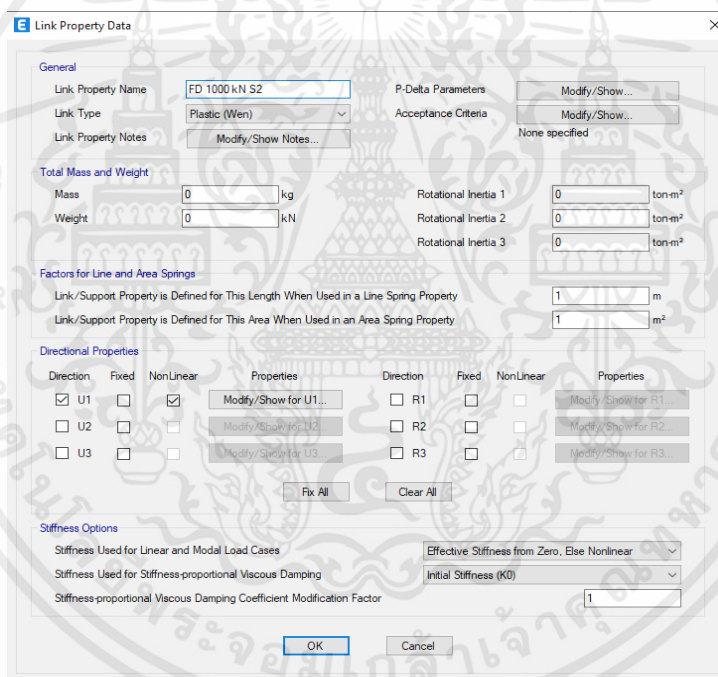 E Link Property Data
General
Link Property Name FD 1000 kN S2 P-Delta Parameters Modify/Show...
Link Type Plastic (Wen) Acceptance Criteria Modify/Show...
Link Property Notes Modify/Show Notes... None specified
Total Mass and Weight
Mass 0 kg Rotational Inertia 1 0 ton-m²
Weight 0 kN Rotational Inertia 2 0 ton-m²
Rotational Inertia 3 0 ton-m²
Factors for Line and Area Springs
Link/Support Property is Defined for This Length When Used in a Line Spring Property 1 m
Link/Support Property is Defined for This Area When Used in an Area Spring Property 1 m²
Directional Properties
Direction Fixed NonLinear Properties Direction Fixed NonLinear Properties
U1 Modify/Show for U1... R1 Modify/Show for R1...
U2 Modify/Show for U2... R2 Modify/Show for R2...
U3 Modify/Show for U3... R3 Modify/Show for R3...
Fix All Clear All
Stiffness Options
Stiffness Used for Linear and Modal Load Cases Effective Stiffness from Zero, Else Nonlinear
Stiffness Used for Stiffness-proportional Viscous Damping Initial Stiffness (K0)
Stiffness-proportional Viscous Damping Coefficient Modification Factor 1
OK Cancel